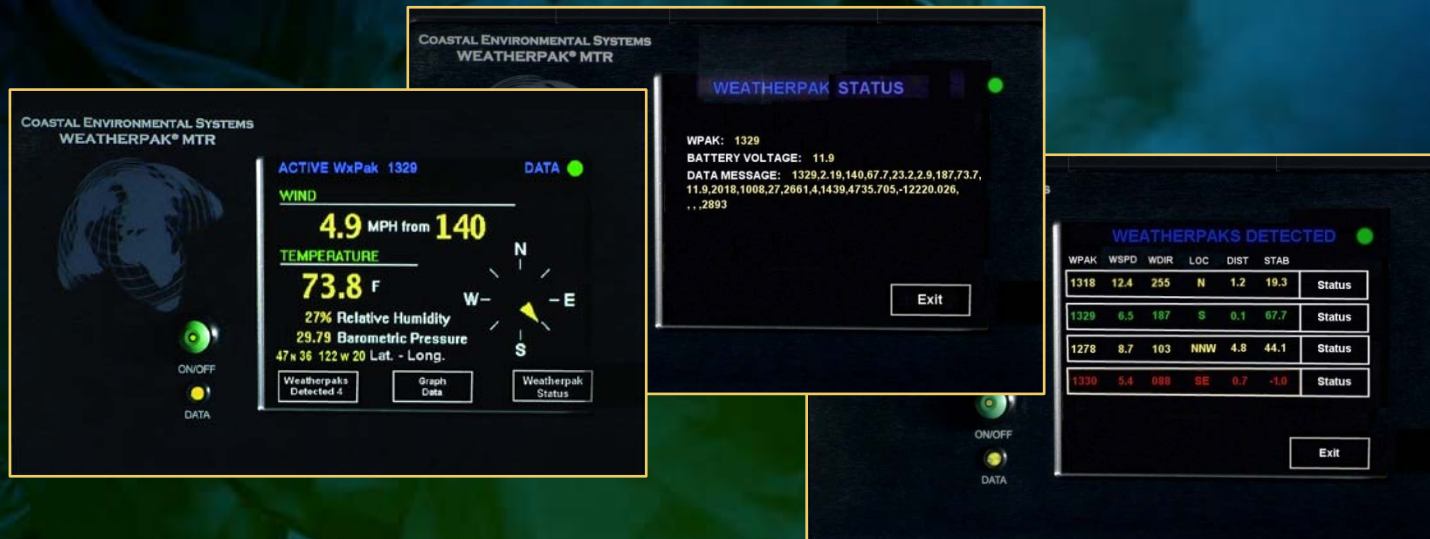 COASTAL ENVIRONMENTAL SYSTEMS
WEATHERPAK® MTR
ACTIVE WxPak 1329 DATA
WIND
4.9 MPH from 140
TEMPERATURE
73.8 F
27% Relative Humidity
29.79 Barometric Pressure
47 N 36 122 W 20 Lat. - Long.
N
W E
S
Weatherpaks
Detected 4
Graph
Data
Weatherpak
Status
ON/OFF
DATA
COASTAL ENVIRONMENTAL SYSTEMS
WEATHERPAK® MTR
WEATHERPAK STATUS
WPAK: 1329
BATTERY VOLTAGE: 11.9
DATA MESSAGE: 1329,2.19,140,67.7,23.2,2.9,187,73.7,
11.9,2018,1008,27,2661,4,1439,4735.705,-12220.026,
, , ,2893
Exit
S
WEATHERPAKS DETECTED
WPAK WSPD WDIR LOC DIST STAB
1318 12.4 255 N 1.2 19.3 Status
1329 6.5 187 S 0.1 67.7 Status
1278 8.7 103 NNW 4.8 44.1 Status
1330 5.4 088 SE 0.7 -1.0 Status
Exit
ON/OFF
DATA